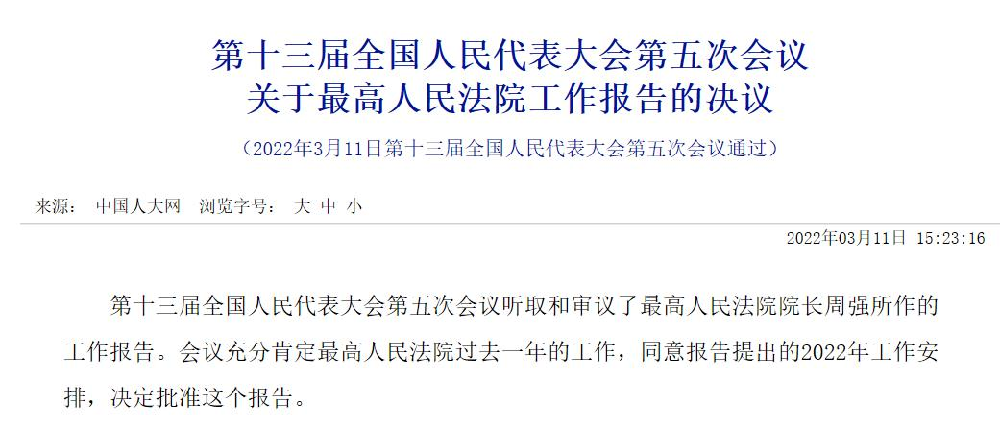 第十三届全国人民代表大会第五次会议
关于最高人民法院工作报告的决议
（2022年3月11日第十三届全国人民代表大会第五次会议通过）
来源： 中国人大网 浏览字号： 大 中 小
2022年03月11日 15:23:16
第十三届全国人民代表大会第五次会议听取和审议了最高人民法院院长周强所作的
工作报告。会议充分肯定最高人民法院过去一年的工作，同意报告提出的2022年工作安
排，决定批准这个报告。